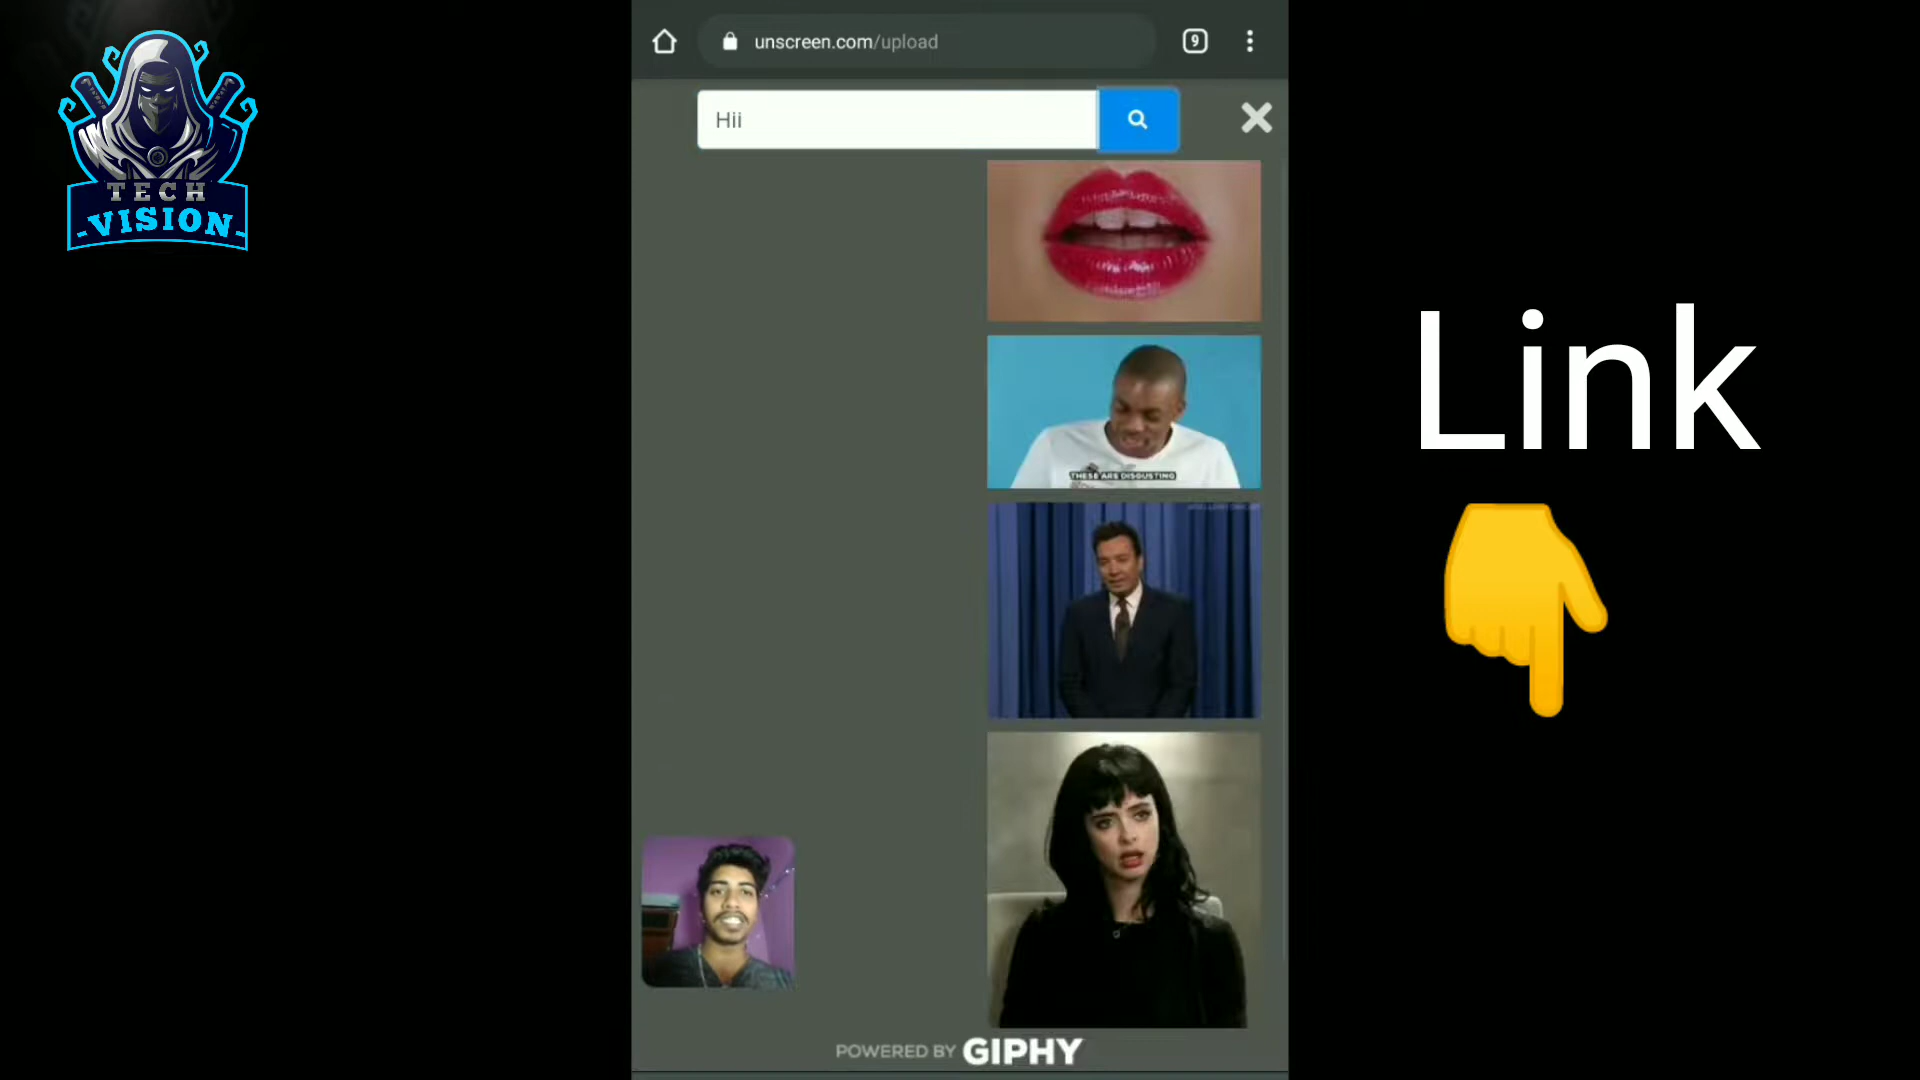 unscreen.com/upload
9
Hii
TECH
-VISION-
THESE ARE DISGUSTING
Link
POWERED BY GIPHY